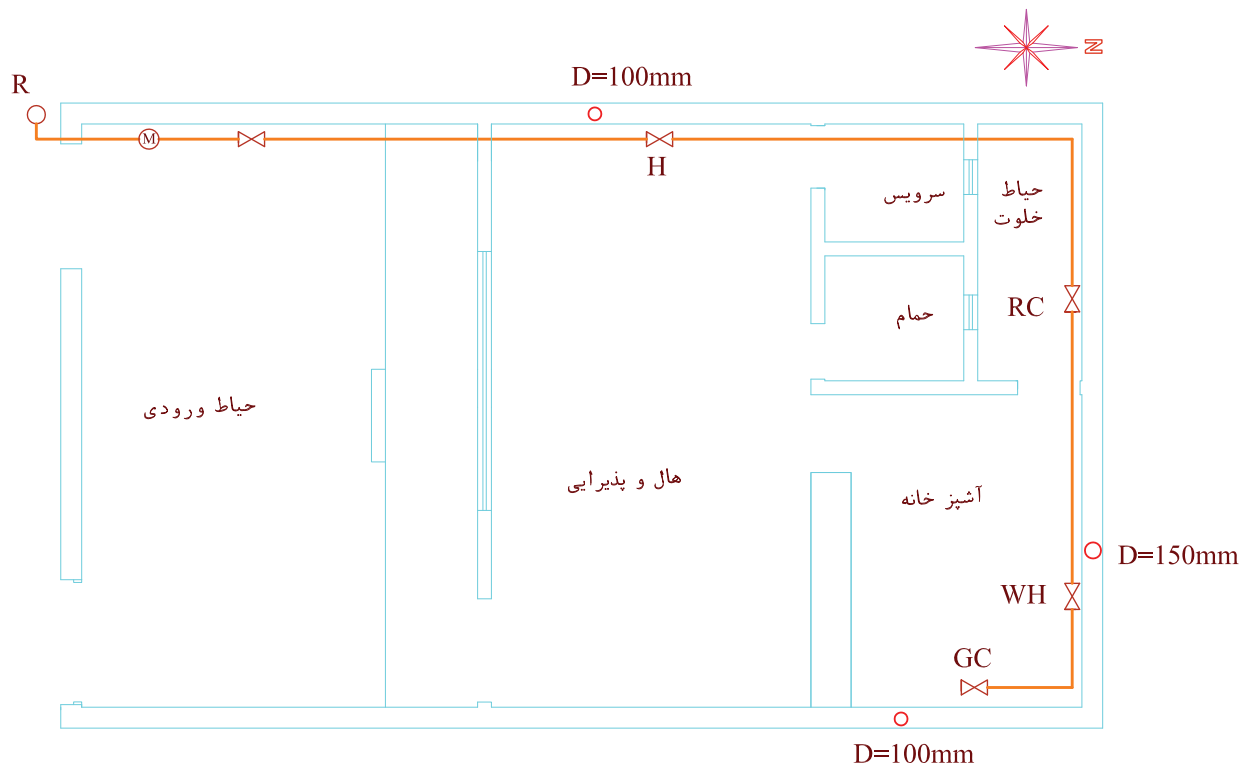 N
D=100mm
R
M
H
سرویس
حیاط
خلوت
RC
حمام
حیاط ورودی
هال و پذیرایی
آشپز خانه
D=150mm
WH
GC
D=100mm